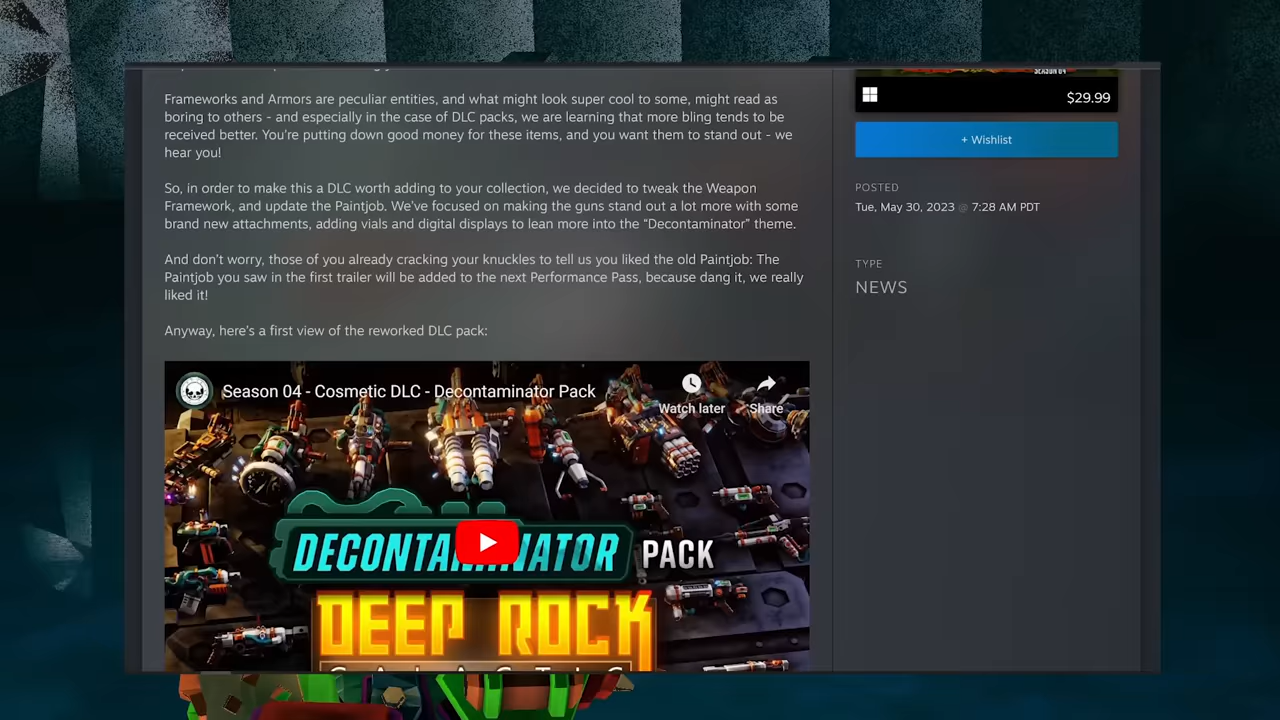 Frameworks and Armors are peculiar entities, and what might look super cool to some, might read as
boring to others - and especially in the case of DLC packs, we are learning that more bling tends to be
received better. You're putting down good money for these items, and you want them to stand out - we
hear you!
So, in order to make this a DLC worth adding to your collection, we decided to tweak the Weapon
Framework, and update the Paintjob. We've focused on making the guns stand out a lot more with some
brand new attachments, adding vials and digital displays to lean more into the “Decontaminator” theme.
And don't worry, those of you already cracking your knuckles to tell us you liked the old Paintjob: The
Paintjob you saw in the first trailer will be added to the next Performance Pass, because dang it, we really
liked it!
Anyway, here's a first view of the reworked DLC pack:
Season 04 - Cosmetic DLC - Decontaminator Pack
Watch later
Share
DECONTAMINATOR PACK
DEEP ROCK
GALACTIC
SEASON 04
$29.99
+ Wishlist
POSTED
Tue, May 30, 2023 @ 7:28 AM PDT
TYPE
NEWS